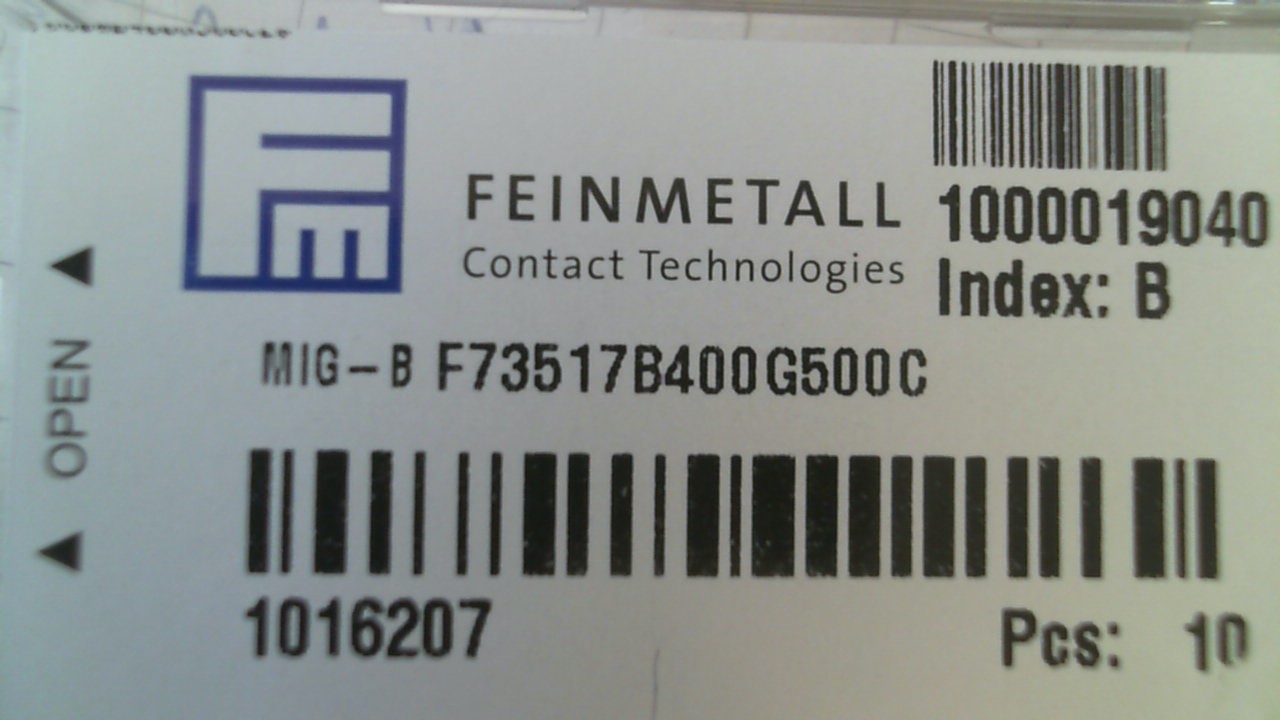 FEINMETALL
Contact Technologies
1000019040
Index: B
MIG-B F73517B400G500C
1016207
Pcs: 10
OPEN